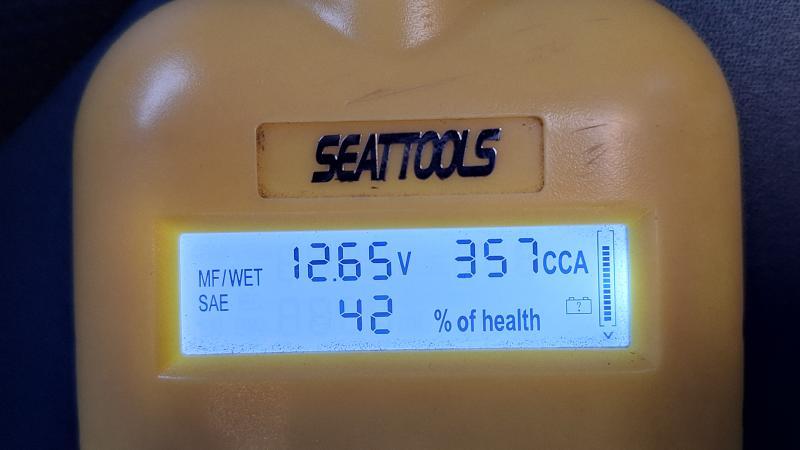 SEATTOOLS
MF/WET 12.65V 357CCA
SAE 42 % of health
?